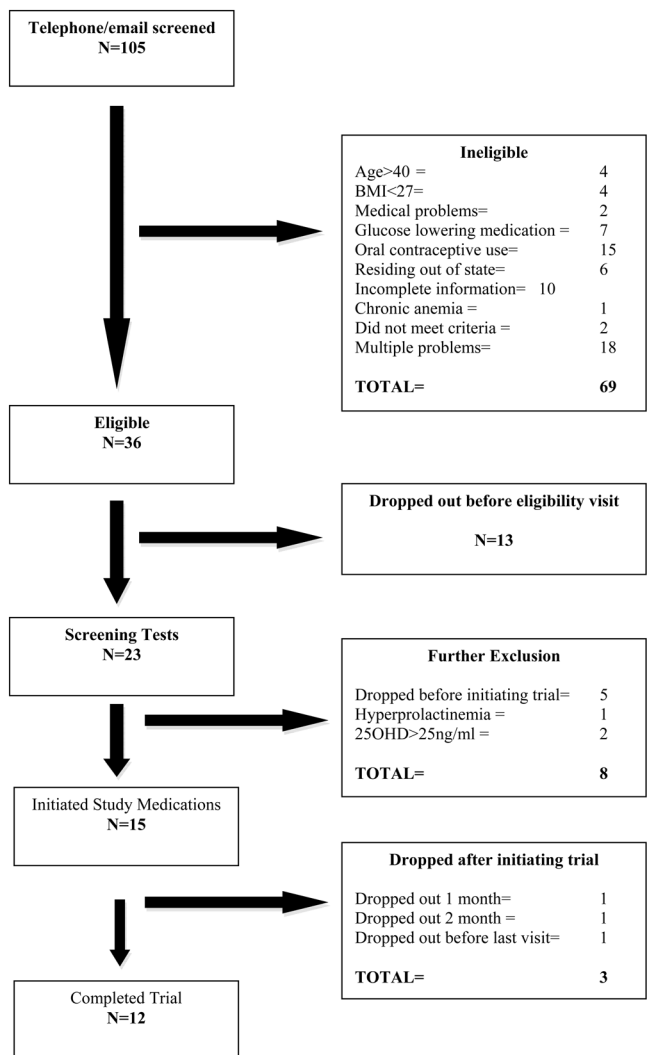 Telephone/email screened
N=105
Ineligible
Age>40 = 4
BMI<27= 4
Medical problems= 2
Glucose lowering medication = 7
Oral contraceptive use= 15
Residing out of state= 6
Incomplete information= 10
Chronic anemia = 1
Did not meet criteria = 2
Multiple problems= 18
TOTAL= 69
Eligible
N=36
Dropped out before eligibility visit
N=13
Screening Tests
N=23
Further Exclusion
Dropped before initiating trial= 5
Hyperprolactinemia = 1
25OHD>25ng/ml = 2
TOTAL= 8
Initiated Study Medications
N=15
Dropped after initiating trial
Dropped out 1 month= 1
Dropped out 2 month = 1
Dropped out before last visit= 1
TOTAL= 3
Completed Trial
N=12